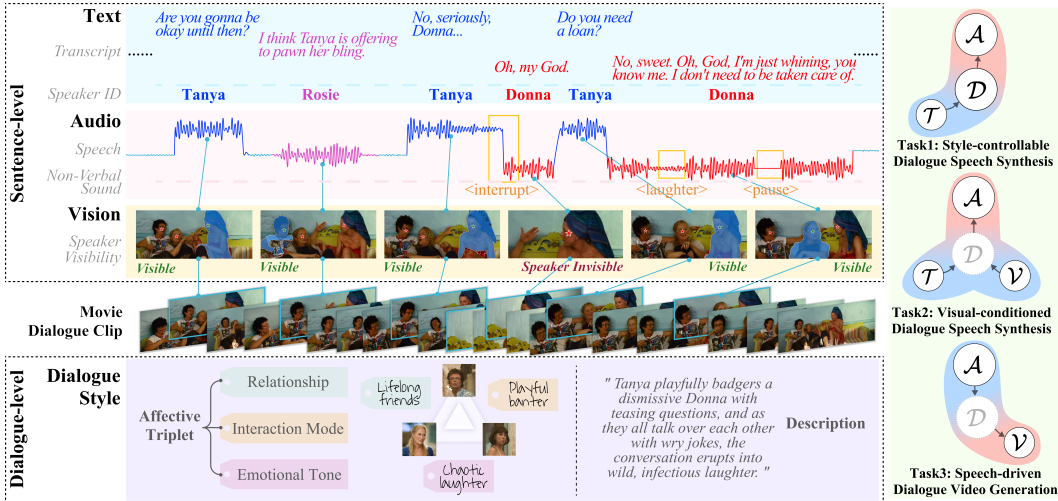 Sentence-level
Text
Transcript
......
Are you gonna be
okay until then?
I think Tanya is offering
to pawn her bling.
No, seriously,
Donna...
Oh, my God.
Do you need
a loan?
No, sweet. Oh, God, I'm just whining, you
know me. I don't need to be taken care of.
......
Speaker ID
Tanya
Rosie
Tanya
Donna
Tanya
Donna
Audio
Speech
Non-Verbal
Sound
<interrupt>
<laughter>
<pause>
Vision
Speaker
Visibility
Visible
Visible
Visible
Speaker Invisible
Visible
Visible
Movie
Dialogue Clip
Dialogue-level
Dialogue
Style
Affective
Triplet
Relationship
Interaction Mode
Emotional Tone
Lifelong
friends
Playful
banter
Chaotic
laughter
" Tanya playfully badgers a
dismissive Donna with
teasing questions, and as
they all talk over each other
with wry jokes, the
conversation erupts into
wild, infectious laughter. "
Description
A
D
T
Task1: Style-controllable
Dialogue Speech Synthesis
A
D
T
V
Task2: Visual-conditioned
Dialogue Speech Synthesis
A
D
V
Task3: Speech-driven
Dialogue Video Generation